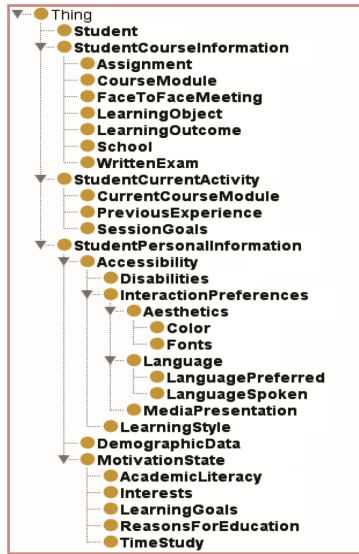 Thing
Student
StudentCourseInformation
Assignment
CourseModule
FaceToFaceMeeting
LearningObject
LearningOutcome
School
WrittenExam
StudentCurrentActivity
CurrentCourseModule
PreviousExperience
SessionGoals
StudentPersonalInformation
Accessibility
Disabilities
InteractionPreferences
Aesthetics
Color
Fonts
Language
LanguagePreferred
LanguageSpoken
MediaPresentation
LearningStyle
DemographicData
MotivationState
AcademicLiteracy
Interests
LearningGoals
ReasonsForEducation
TimeStudy